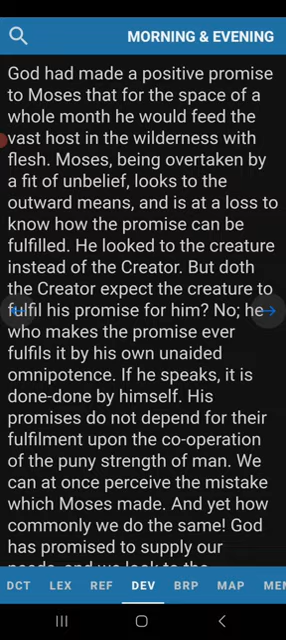 MORNING & EVENING
God had made a positive promise
to Moses that for the space of a
whole month he would feed the
vast host in the wilderness with
flesh. Moses, being overtaken by
a fit of unbelief, looks to the
outward means, and is at a loss to
know how the promise can be
fulfilled. He looked to the creature
instead of the Creator. But doth
the Creator expect the creature to
fulfil his promise for him? No; he
who makes the promise ever
fulfils it by his own unaided
omnipotence. If he speaks, it is
done-done by himself. His
promises do not depend for their
fulfilment upon the co-operation
of the puny strength of man. We
can at once perceive the mistake
which Moses made. And yet how
commonly we do the same! God
has promised to supply our
needs, and we look to the
DCT LEX REF DEV BRP MAP MEN